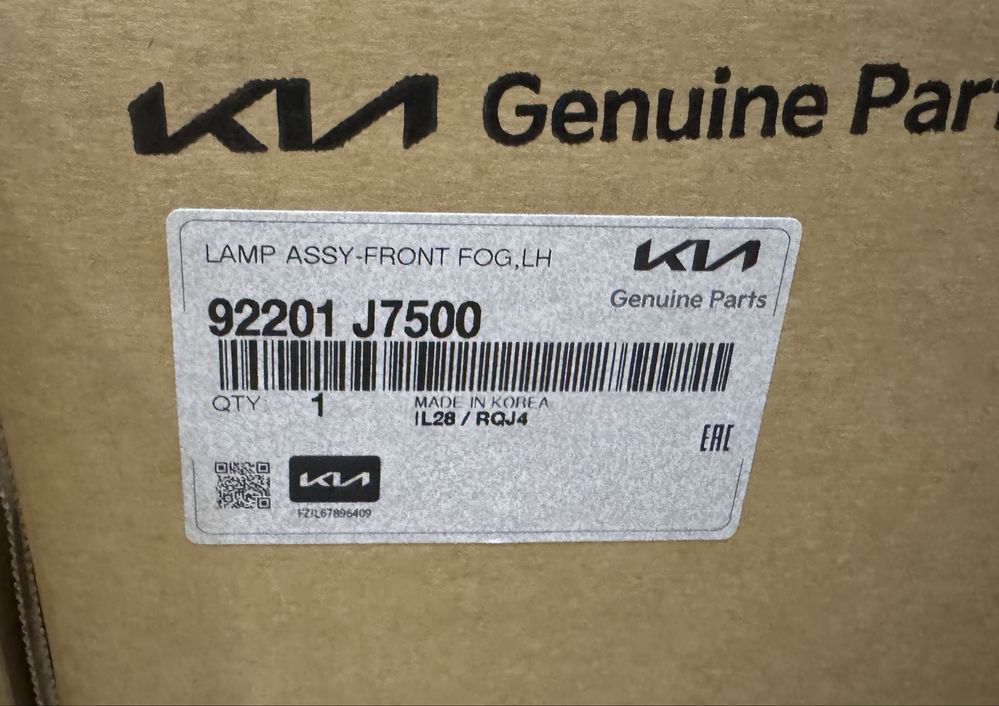 KIA Genuine Par
LAMP ASSY-FRONT FOG,LH
KIA
Genuine Parts
92201 J7500
QTY 1
MADE IN KOREA
IL28 / RQJ4
EAC
KIA
FZIL67896409